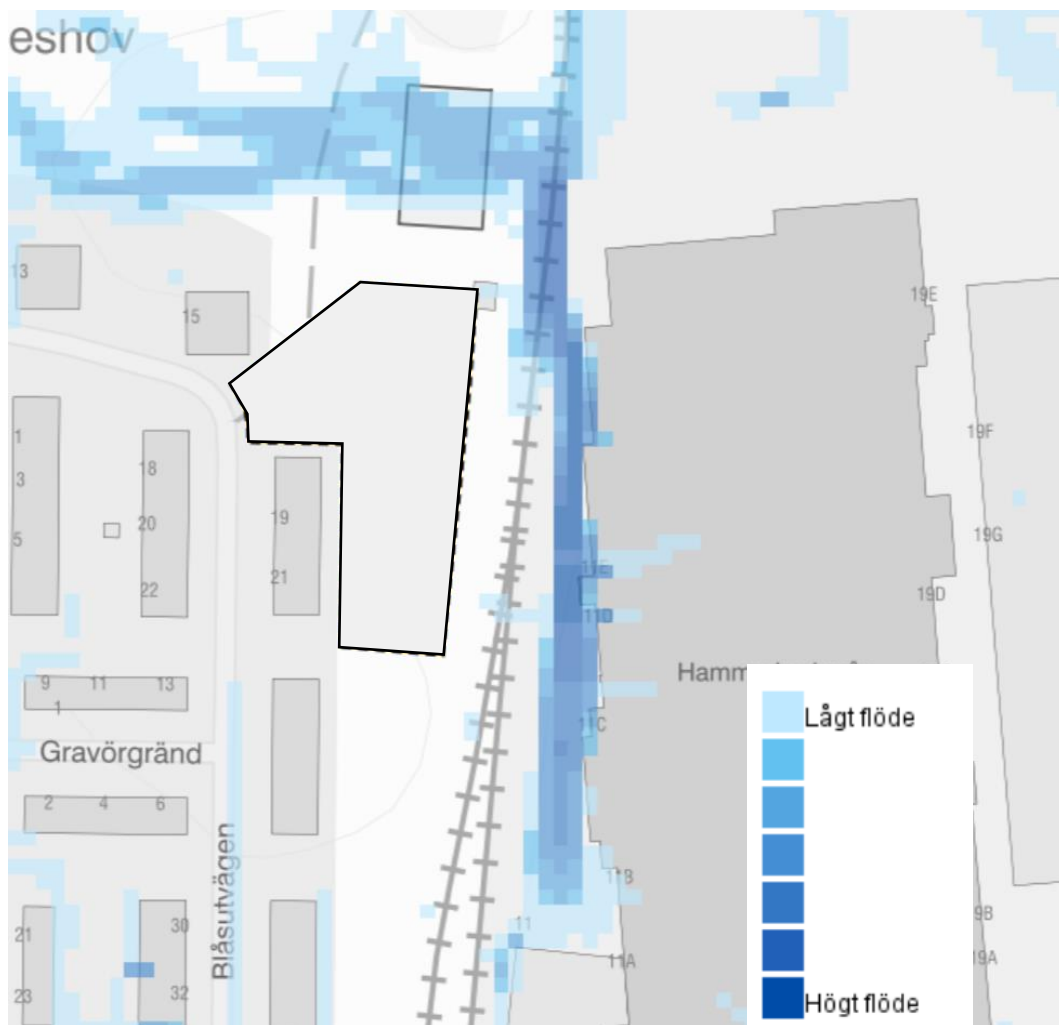 eshov
13
15
19E
1
3
5
18
20
22
19
21
19F
19G
19D
11E
11D
11C
9 11 13
1
Gravörgränd
2 4 6
Blåsutvägen
Hamm
Lågt flöde
Högt flöde
11B
11
11A
19B
19A
21
23
30
32